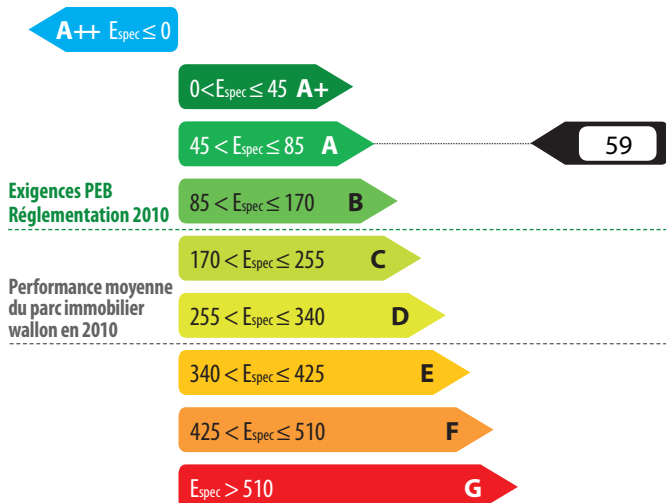 A++ Espec ≤ 0
0 < Espec ≤ 45 A+
45 < Espec ≤ 85 A
59
Exigences PEB
Réglementation 2010
85 < Espec ≤ 170 B
170 < Espec ≤ 255 C
Performance moyenne
du parc immobilier
wallon en 2010
255 < Espec ≤ 340 D
340 < Espec ≤ 425 E
425 < Espec ≤ 510 F
Espec > 510 G